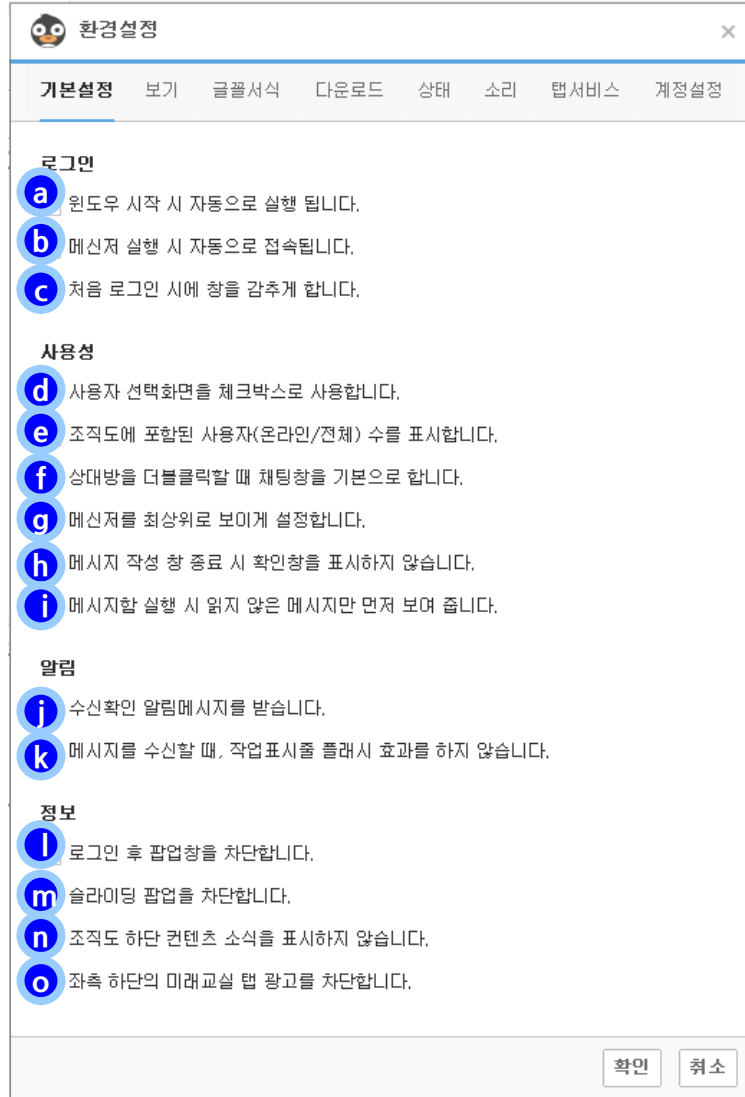 환경설정 ×
기본설정 보기 글꼴서식 다운로드 상태 소리 탭서비스 계정설정
로그인
a 윈도우 시작 시 자동으로 실행 됩니다.
b 메신저 실행 시 자동으로 접속됩니다.
c 처음 로그인 시에 창을 감추게 합니다.
사용성
d 사용자 선택화면을 체크박스로 사용합니다.
e 조직도에 포함된 사용자(온라인/전체) 수를 표시합니다.
f 상대방을 더블클릭할 때 채팅창을 기본으로 합니다.
g 메신저를 최상위로 보이게 설정합니다.
h 메시지 작성 창 종료 시 확인창을 표시하지 않습니다.
i 메시지함 실행 시 읽지 않은 메시지만 먼저 보여 줍니다.
알림
j 수신확인 알림메시지를 받습니다.
k 메시지를 수신할 때, 작업표시줄 플래시 효과를 하지 않습니다.
정보
l 로그인 후 팝업창을 차단합니다.
m 슬라이딩 팝업을 차단합니다.
n 조직도 하단 컨텐츠 소식을 표시하지 않습니다.
o 좌측 하단의 미래교실 탭 광고를 차단합니다.
확인 취소